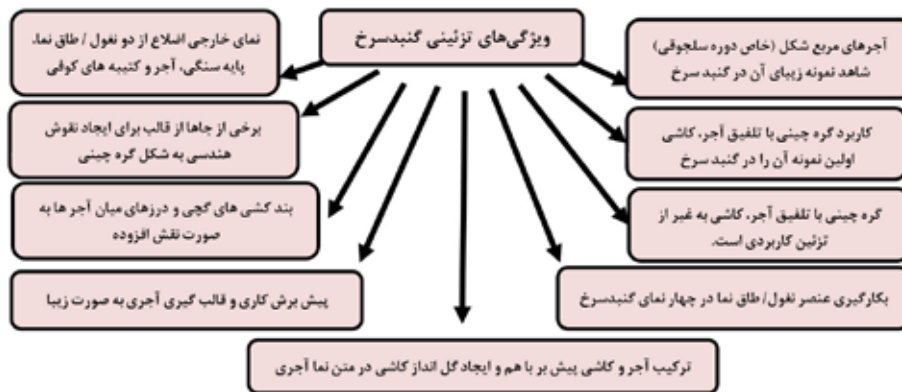 ویژگی‌های تزئینی گنبدسرخ
آجرهای مربع شکل (خاص دوره سلجوقی)
شاهد نمونه زیبای آن در گنبد سرخ
کاربرد گره چینی با تلفیق آجر، کاشی
اولین نمونه آن را در گنبد سرخ
گره چینی با تلفیق آجر، کاشی به غیر از
تزئین کاربردی است.
بکارگیری عنصر نغول/ طاق نما در چهار نمای گنبدسرخ
ترکیب آجر و کاشی پیش بر با هم و ایجاد گل انداز کاشی در متن نما آجری
پیش برش کاری و قالب گیری آجری به صورت زیبا
بند کشی های گچی و درزهای میان آجر ها به
صورت نقش افزوده
برخی از جاها از قالب برای ایجاد نقوش
هندسی به شکل گره چینی
نمای خارجی اضلاع از دو نغول / طاق نما،
پایه سنگی، آجر و کتیبه های کوفی